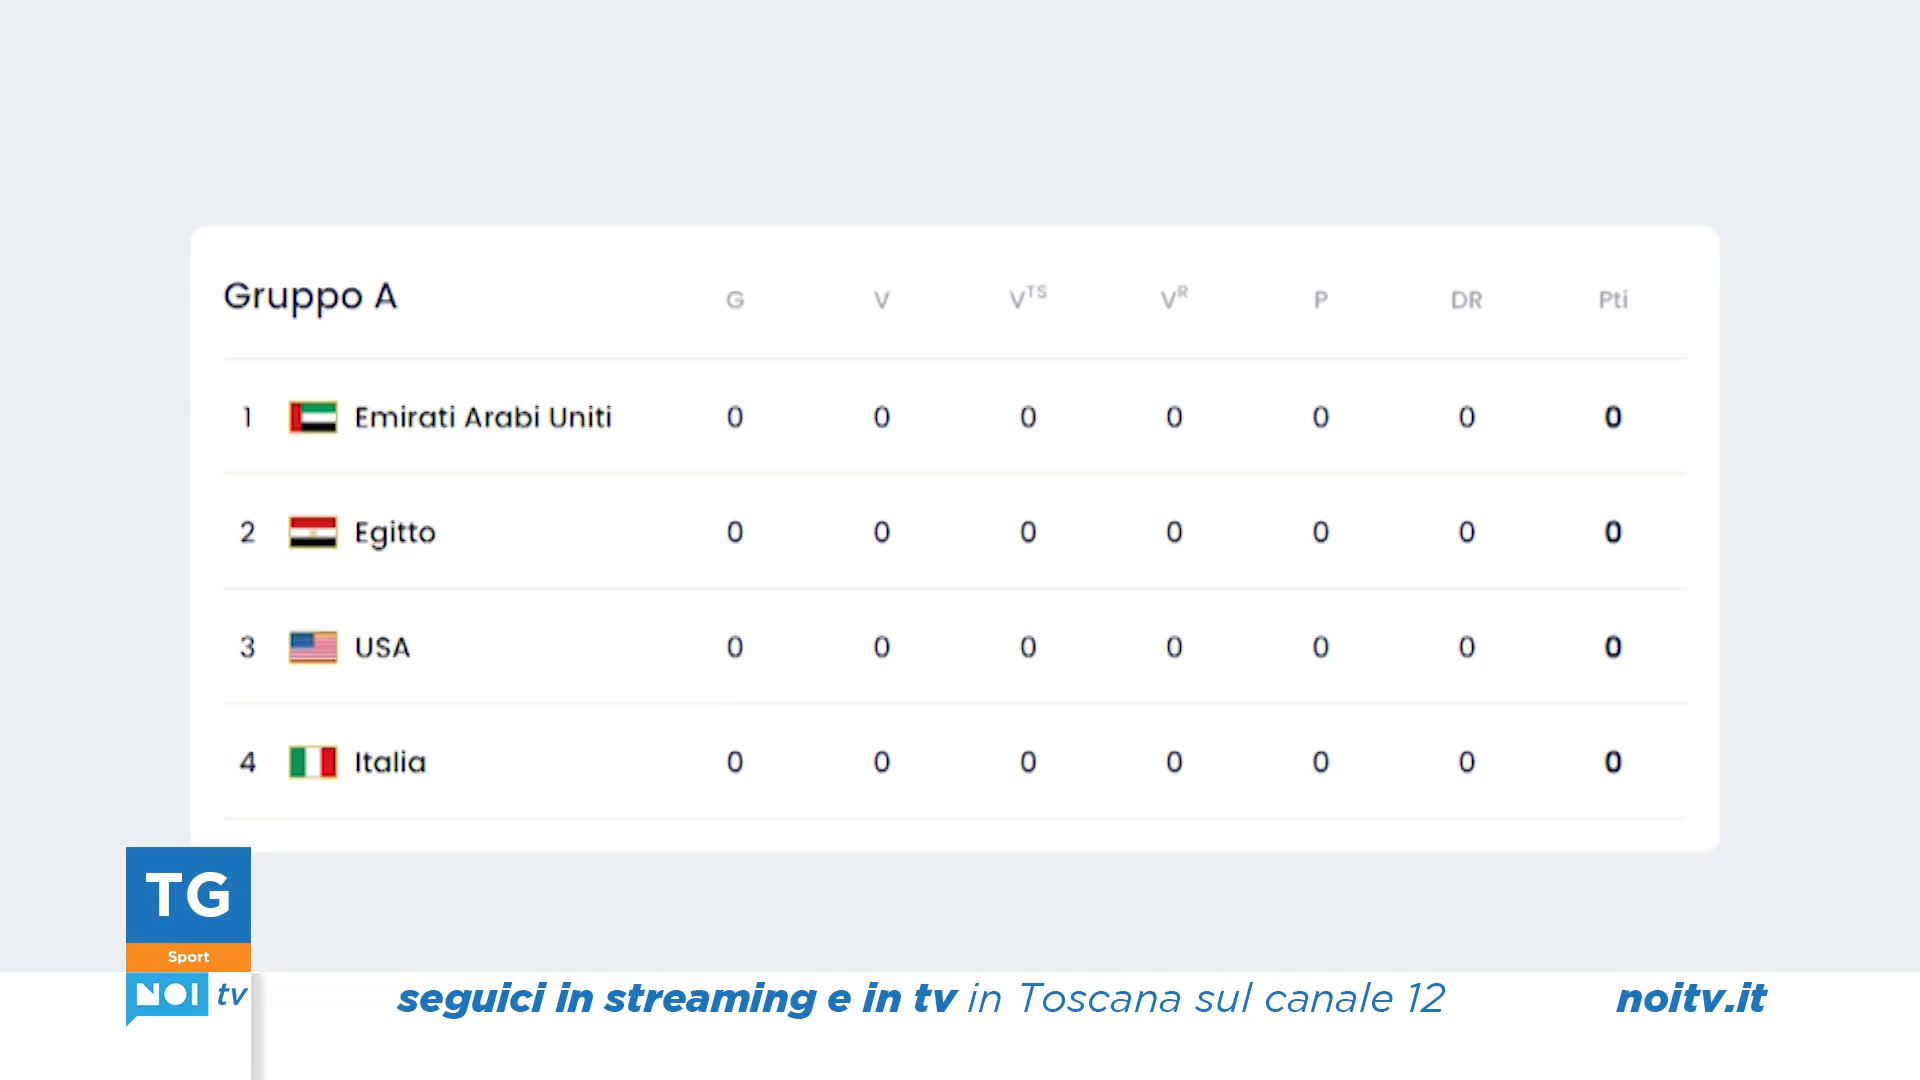 Gruppo A G V VTS VR P DR Pti
1 Emirati Arabi Uniti 0 0 0 0 0 0 0
2 Egitto 0 0 0 0 0 0 0
3 USA 0 0 0 0 0 0 0
4 Italia 0 0 0 0 0 0 0
TG
Sport
NOI tv
seguici in streaming e in tv in Toscana sul canale 12
noitv.it